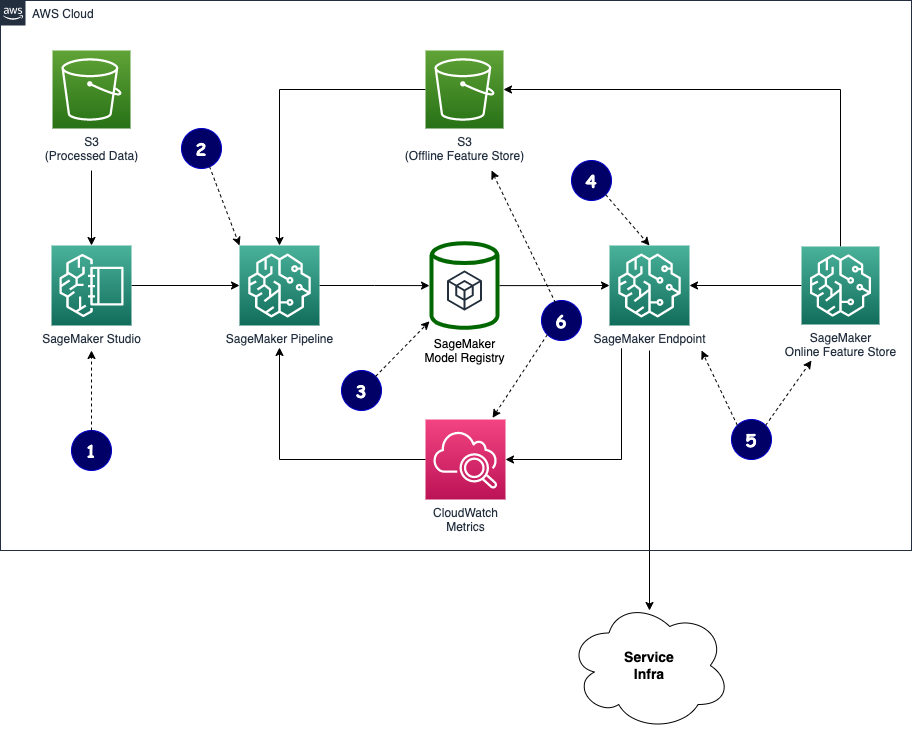 aws
AWS Cloud
S3
(Processed Data)
S3
(Offline Feature Store)
2
4
SageMaker Studio
SageMaker Pipeline
SageMaker
Model Registry
SageMaker Endpoint
SageMaker
Online Feature Store
6
3
1
5
CloudWatch
Metrics
Service
Infra